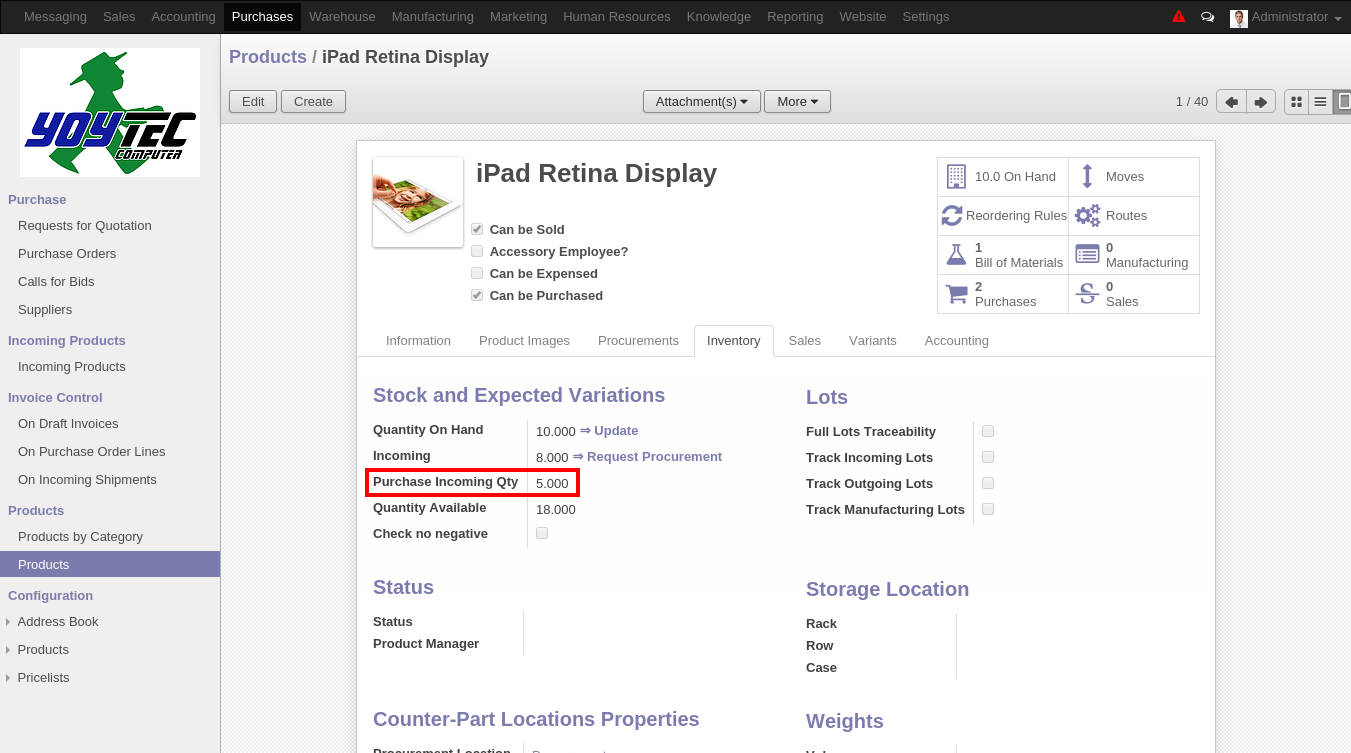 Messaging Sales Accounting Purchases Warehouse Manufacturing Marketing Human Resources Knowledge Reporting Website Settings Administrator
YOYTEC
COMPUTER
Purchase
Requests for Quotation
Purchase Orders
Calls for Bids
Suppliers
Incoming Products
Incoming Products
Invoice Control
On Draft Invoices
On Purchase Order Lines
On Incoming Shipments
Products
Products by Category
Products
Configuration
Address Book
Products
Pricelists
Products / iPad Retina Display
Edit Create Attachment(s) More 1 / 40
iPad Retina Display
Can be Sold
Accessory Employee?
Can be Expensed
Can be Purchased
10.0 On Hand Moves
Reordering Rules Routes
1 Bill of Materials 0 Manufacturing
2 Purchases 0 Sales
Information Product Images Procurements Inventory Sales Variants Accounting
Stock and Expected Variations
Quantity On Hand 10.000 ⇒ Update
Incoming 8.000 ⇒ Request Procurement
Purchase Incoming Qty 5.000
Quantity Available 18.000
Check no negative
Lots
Full Lots Traceability
Track Incoming Lots
Track Outgoing Lots
Track Manufacturing Lots
Status
Status
Product Manager
Storage Location
Rack
Row
Case
Counter-Part Locations Properties
Procurement Location
Weights